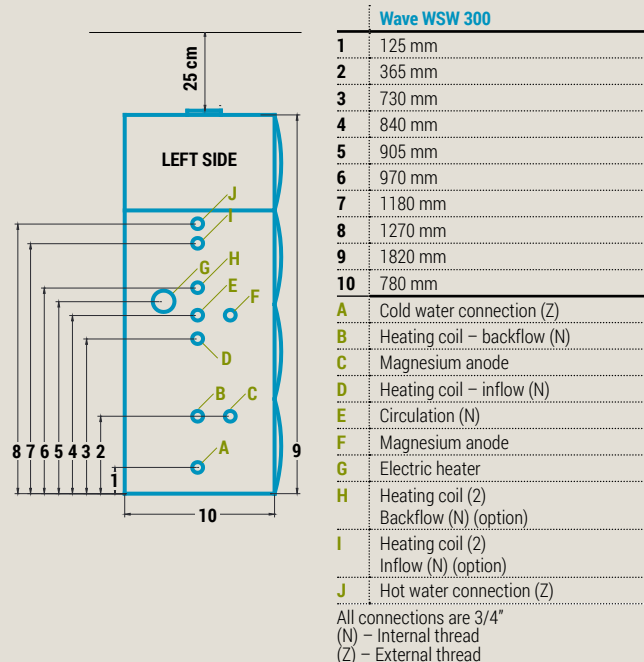 25 cm
LEFT SIDE
J
I
H
G
E
F
D
B
C
A
8
7
6
5
4
3
2
1
9
10
Wave WSW 300
1 125 mm
2 365 mm
3 730 mm
4 840 mm
5 905 mm
6 970 mm
7 1180 mm
8 1270 mm
9 1820 mm
10 780 mm
A Cold water connection (Z)
B Heating coil – backflow (N)
C Magnesium anode
D Heating coil – inflow (N)
E Circulation (N)
F Magnesium anode
G Electric heater
H Heating coil (2)
Backflow (N) (option)
I Heating coil (2)
Inflow (N) (option)
J Hot water connection (Z)
All connections are 3/4”
(N) – Internal thread
(Z) – External thread